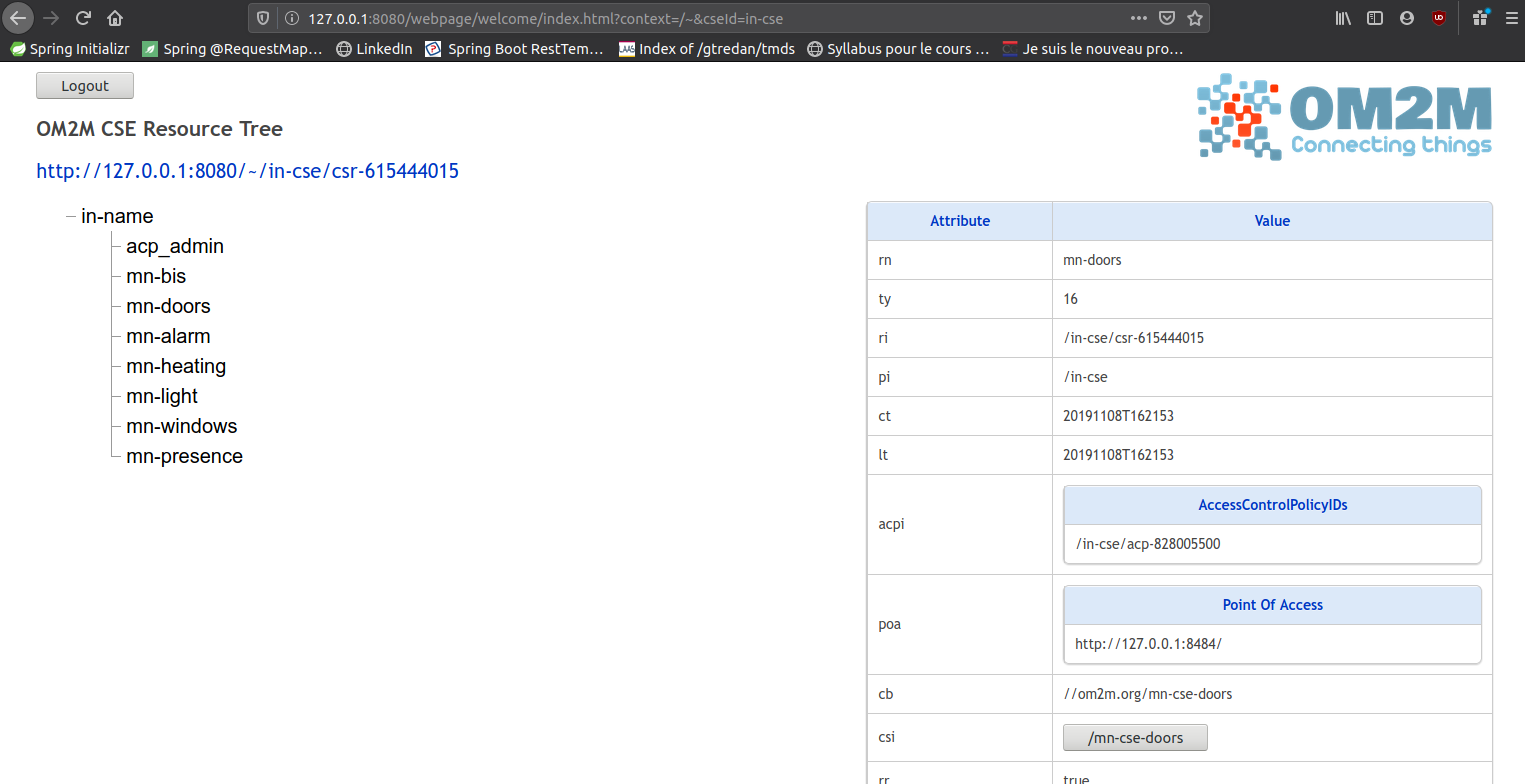 127.0.0.1:8080/webpage/welcome/index.html?context=/~&cseId=in-cse
Spring Initializr Spring @RequestMap… LinkedIn Spring Boot RestTem… LAAS Index of /gtredan/tmds Syllabus pour le cours … Je suis le nouveau pro…
Logout
OM2M
Connecting things
OM2M CSE Resource Tree
http://127.0.0.1:8080/~/in-cse/csr-615444015
in-name
acp_admin
mn-bis
mn-doors
mn-alarm
mn-heating
mn-light
mn-windows
mn-presence
Attribute Value
rn mn-doors
ty 16
ri /in-cse/csr-615444015
pi /in-cse
ct 20191108T162153
lt 20191108T162153
AccessControlPolicyIDs
acpi
/in-cse/acp-828005500
Point Of Access
poa
http://127.0.0.1:8484/
cb //om2m.org/mn-cse-doors
csi /mn-cse-doors
rr true